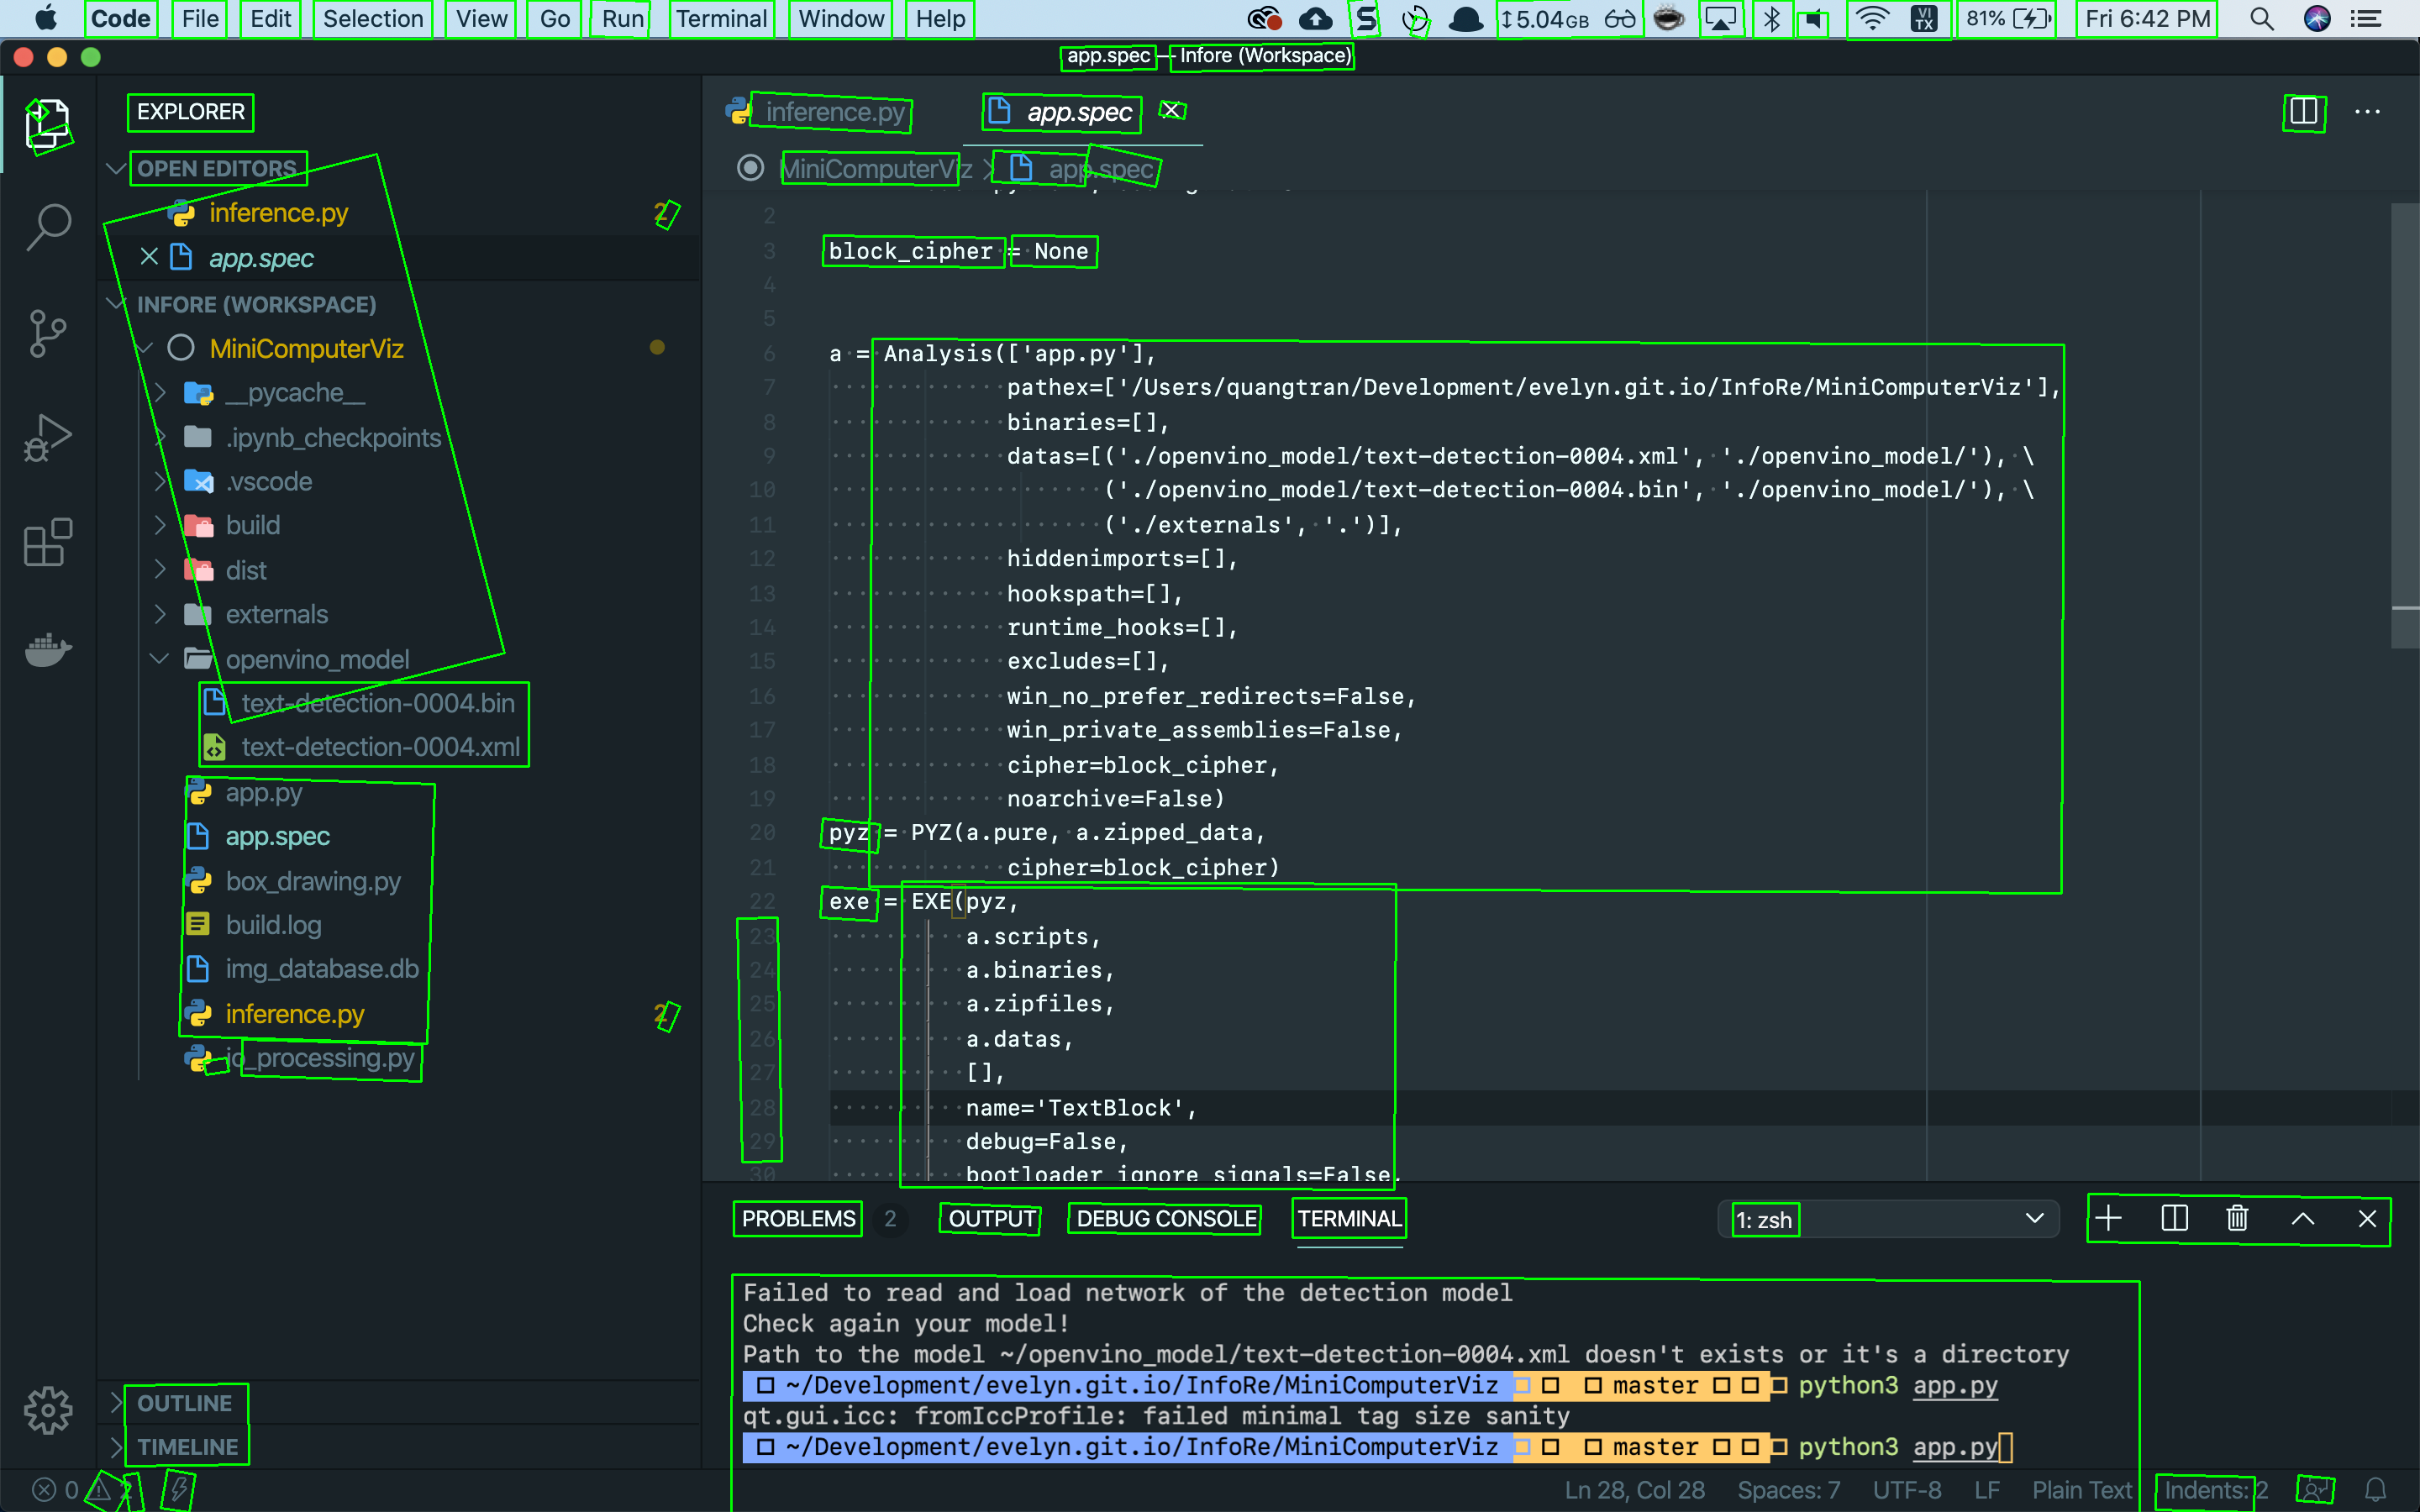 Code File Edit Selection View Go Run Terminal Window Help 5.04GB VI TX 81% Fri 6:42 PM
app.spec — Infore (Workspace)
EXPLORER
OPEN EDITORS
inference.py 2
app.spec
INFORE (WORKSPACE)
MiniComputerViz
__pycache__
.ipynb_checkpoints
.vscode
build
dist
externals
openvino_model
text-detection-0004.bin
text-detection-0004.xml
app.py
app.spec
box_drawing.py
build.log
img_database.db
inference.py 2
io_processing.py
OUTLINE
TIMELINE
inference.py app.spec
MiniComputerViz app.spec
2
3 block_cipher = None
4
5
6 a = Analysis(['app.py'],
7 pathex=['/Users/quangtran/Development/evelyn.git.io/InfoRe/MiniComputerViz'],
8 binaries=[],
9 datas=[('./openvino_model/text-detection-0004.xml', './openvino_model/'), \
10 ('./openvino_model/text-detection-0004.bin', './openvino_model/'), \
11 ('./externals', '.')],
12 hiddenimports=[],
13 hookspath=[],
14 runtime_hooks=[],
15 excludes=[],
16 win_no_prefer_redirects=False,
17 win_private_assemblies=False,
18 cipher=block_cipher,
19 noarchive=False)
20 pyz = PYZ(a.pure, a.zipped_data,
21 cipher=block_cipher)
22 exe = EXE(pyz,
23 a.scripts,
24 a.binaries,
25 a.zipfiles,
26 a.datas,
27 [],
28 name='TextBlock',
29 debug=False,
30 bootloader_ignore_signals=False,
PROBLEMS 2 OUTPUT DEBUG CONSOLE TERMINAL 1: zsh
Failed to read and load network of the detection model
Check again your model!
Path to the model ~/openvino_model/text-detection-0004.xml doesn't exists or it's a directory
~/Development/evelyn.git.io/InfoRe/MiniComputerViz master python3 app.py
qt.gui.icc: fromIccProfile: failed minimal tag size sanity
~/Development/evelyn.git.io/InfoRe/MiniComputerViz master python3 app.py
0 2 Ln 28, Col 28 Spaces: 7 UTF-8 LF Plain Text Indents: 2